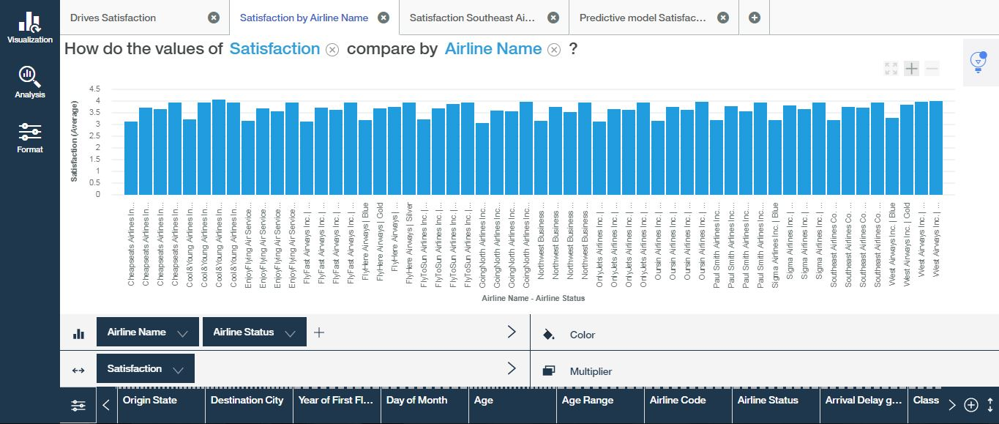 Visualization
Analysis
Format
Drives Satisfaction
Satisfaction by Airline Name
Satisfaction Southeast Ai...
Predictive model Satisfac...
How do the values of Satisfaction compare by Airline Name ?
Satisfaction (Average)
4.5
4
3.5
3
2.5
2
1.5
1
0.5
0
Cheapseats Airlines In...
Cheapseats Airlines In...
Cheapseats Airlines In...
Cheapseats Airlines In...
Cool&Young Airlines In...
Cool&Young Airlines In...
Cool&Young Airlines In...
Cool&Young Airlines In...
EnjoyFlying Air Service...
EnjoyFlying Air Service...
EnjoyFlying Air Service...
EnjoyFlying Air Service...
FlyFast Airways Inc. | ...
FlyFast Airways Inc. | ...
FlyFast Airways Inc. | ...
FlyFast Airways Inc. | ...
FlyHere Airways | Blue
FlyHere Airways | Gold
FlyHere Airways | ...
FlyHere Airways | Silver
FlyToSun Airlines Inc. |...
FlyToSun Airlines Inc. |...
FlyToSun Airlines Inc. |...
FlyToSun Airlines Inc. |...
GoingNorth Airlines Inc...
GoingNorth Airlines Inc...
GoingNorth Airlines Inc...
GoingNorth Airlines Inc...
Northwest Business ...
Northwest Business ...
Northwest Business ...
Northwest Business ...
OnlyJets Airlines Inc. |...
OnlyJets Airlines Inc. |...
OnlyJets Airlines Inc. |...
OnlyJets Airlines Inc. |...
Oursin Airlines Inc. | ...
Oursin Airlines Inc. | ...
Oursin Airlines Inc. | ...
Oursin Airlines Inc. | ...
Paul Smith Airlines Inc...
Paul Smith Airlines Inc...
Paul Smith Airlines Inc...
Paul Smith Airlines Inc...
Sigma Airlines Inc. | Blue
Sigma Airlines Inc. | ...
Sigma Airlines Inc. | ...
Sigma Airlines Inc. | ...
Southeast Airlines Co. ...
Southeast Airlines Co. ...
Southeast Airlines Co. ...
Southeast Airlines Co. ...
West Airways Inc. | Blue
West Airways Inc. | Gold
West Airways Inc. | ...
West Airways Inc. | ...
Airline Name - Airline Status
Airline Name
Airline Status
Color
Satisfaction
Multiplier
Origin State
Destination City
Year of First Fl...
Day of Month
Age
Age Range
Airline Code
Airline Status
Arrival Delay g...
Class